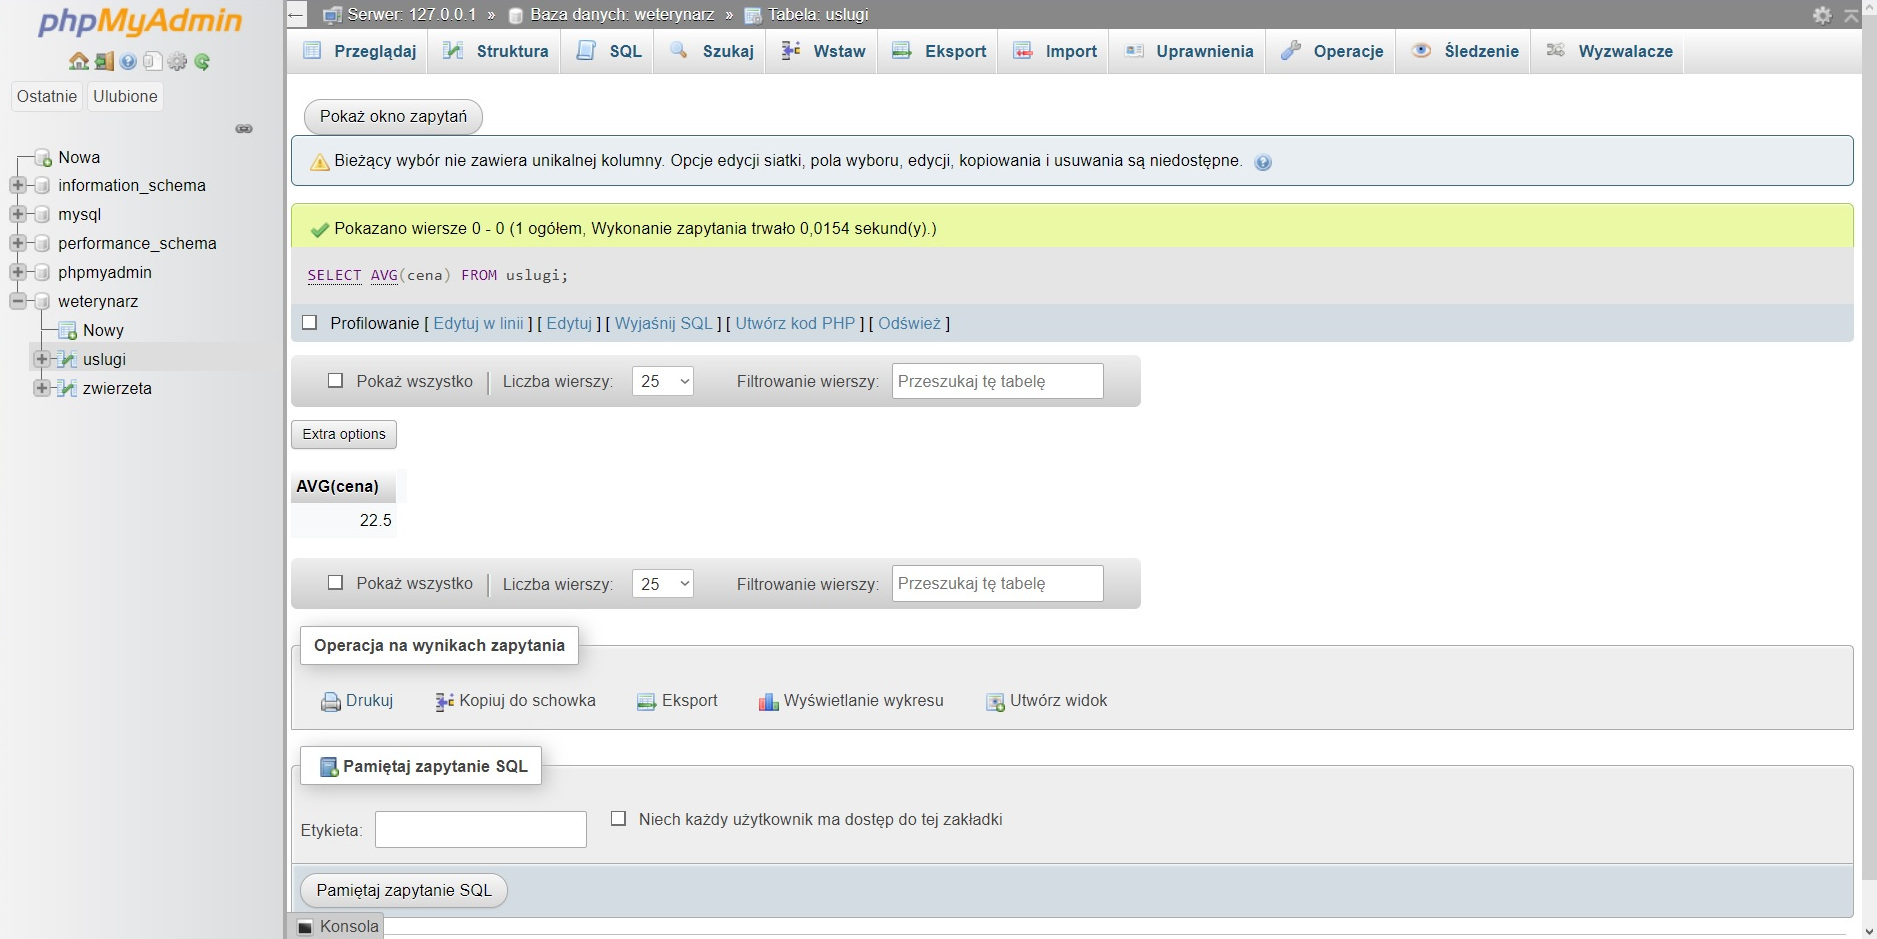 phpMyAdmin
Ostatnie Ulubione
Nowa
information_schema
mysql
performance_schema
phpmyadmin
weterynarz
Nowy
uslugi
zwierzeta
Serwer: 127.0.0.1 » Baza danych: weterynarz » Tabela: uslugi
Przeglądaj Struktura SQL Szukaj Wstaw Eksport Import Uprawnienia Operacje Śledzenie Wyzwalacze
Pokaż okno zapytań
Bieżący wybór nie zawiera unikalnej kolumny. Opcje edycji siatki, pola wyboru, edycji, kopiowania i usuwania są niedostępne.
Pokazano wiersze 0 - 0 (1 ogółem, Wykonanie zapytania trwało 0,0154 sekund(y).)
SELECT AVG(cena) FROM uslugi;
Profilowanie [ Edytuj w linii ] [ Edytuj ] [ Wyjaśnij SQL ] [ Utwórz kod PHP ] [ Odśwież ]
Pokaż wszystko | Liczba wierszy: 25 Filtrowanie wierszy: Przeszukaj tę tabelę
Extra options
AVG(cena)
22.5
Pokaż wszystko | Liczba wierszy: 25 Filtrowanie wierszy: Przeszukaj tę tabelę
Operacja na wynikach zapytania
Drukuj Kopiuj do schowka Eksport Wyświetlanie wykresu Utwórz widok
Pamiętaj zapytanie SQL
Etykieta: Niech każdy użytkownik ma dostęp do tej zakładki
Pamiętaj zapytanie SQL
Konsola